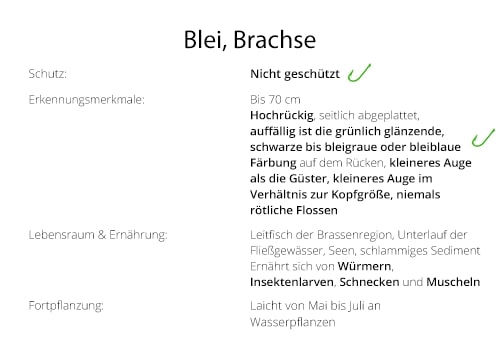 Blei, Brachse
Schutz: Nicht geschützt
Erkennungsmerkmale: Bis 70 cm
Hochrückig, seitlich abgeplattet,
auffällig ist die grünlich glänzende,
schwarze bis bleigraue oder bleiblaue
Färbung auf dem Rücken, kleineres Auge
als die Güster, kleineres Auge im
Verhältnis zur Kopfgröße, niemals
rötliche Flossen
Lebensraum & Ernährung: Leitfisch der Brassenregion, Unterlauf der
Fließgewässer, Seen, schlammiges Sediment
Ernährt sich von Würmern,
Insektenlarven, Schnecken und Muscheln
Fortpflanzung: Laicht von Mai bis Juli an
Wasserpflanzen